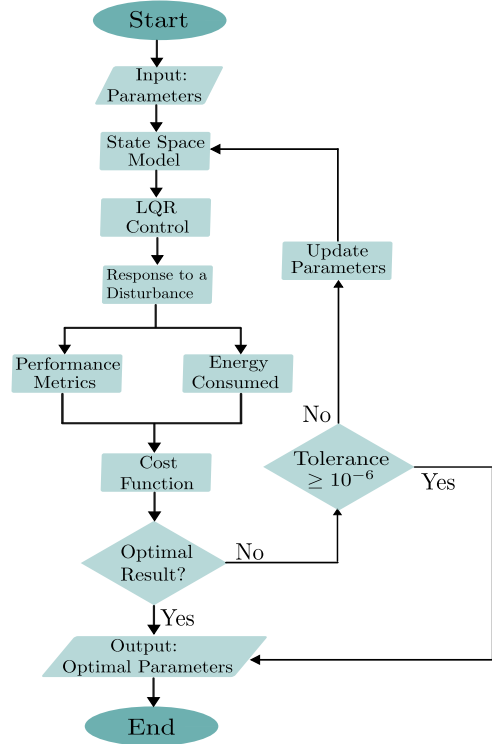 Start
Input:
Parameters
State Space
Model
LQR
Control
Response to a
Disturbance
Performance
Metrics
Energy
Consumed
Cost
Function
Optimal
Result?
No
Yes
Output:
Optimal Parameters
End
Update
Parameters
No
Tolerance
≥ 10⁻⁶
Yes